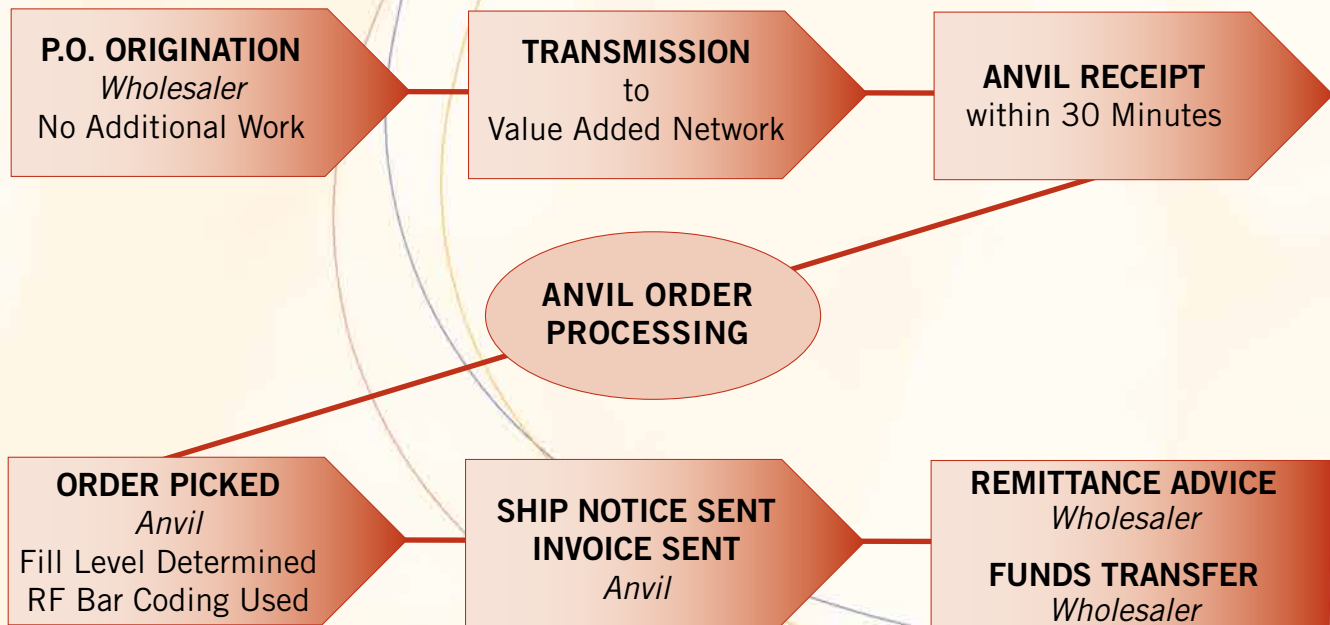 P.O. ORIGINATION
Wholesaler
No Additional Work
TRANSMISSION
to
Value Added Network
ANVIL RECEIPT
within 30 Minutes
ANVIL ORDER
PROCESSING
ORDER PICKED
Anvil
Fill Level Determined
RF Bar Coding Used
SHIP NOTICE SENT
INVOICE SENT
Anvil
REMITTANCE ADVICE
Wholesaler
FUNDS TRANSFER
Wholesaler